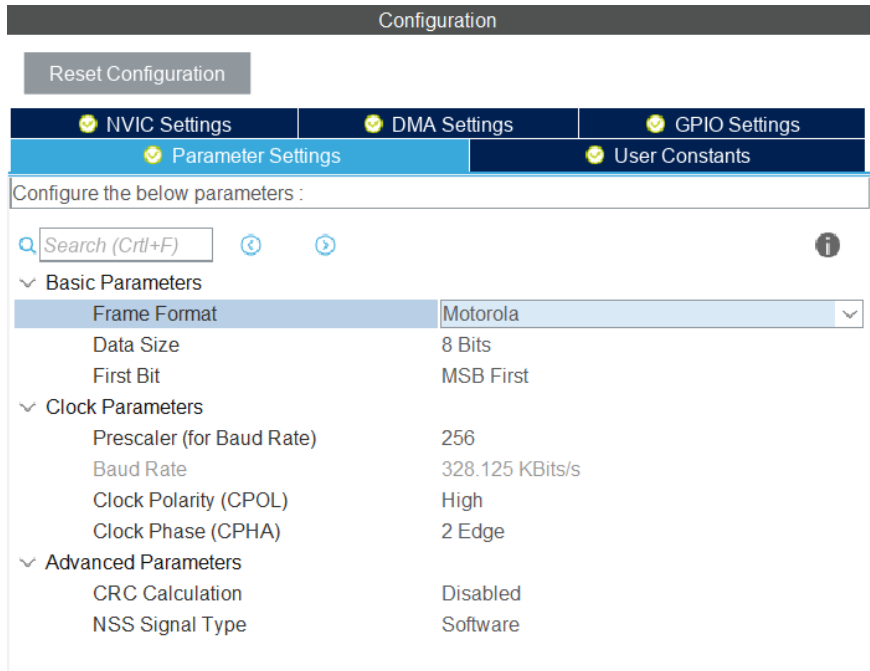 Configuration
Reset Configuration
NVIC Settings DMA Settings GPIO Settings
Parameter Settings User Constants
Configure the below parameters :
Search (Crtl+F)
Basic Parameters
Frame Format Motorola
Data Size 8 Bits
First Bit MSB First
Clock Parameters
Prescaler (for Baud Rate) 256
Baud Rate 328.125 KBits/s
Clock Polarity (CPOL) High
Clock Phase (CPHA) 2 Edge
Advanced Parameters
CRC Calculation Disabled
NSS Signal Type Software